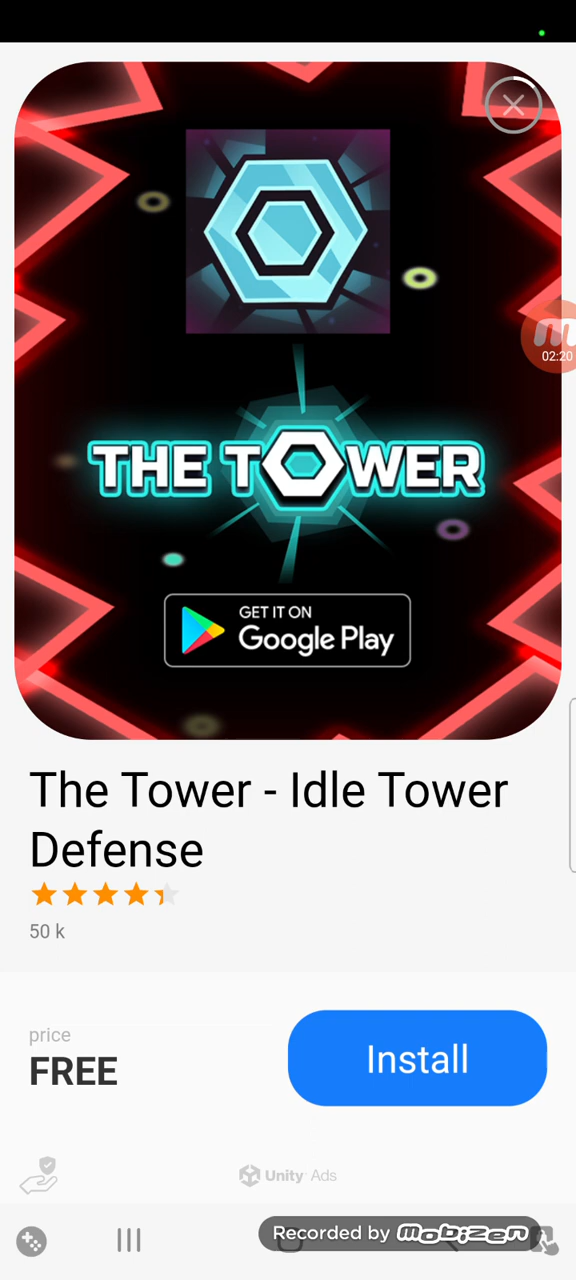 02:20
THE TOWER
GET IT ON
Google Play
The Tower - Idle Tower
Defense
50 k
price
FREE
Install
Unity Ads
Recorded by mobizen